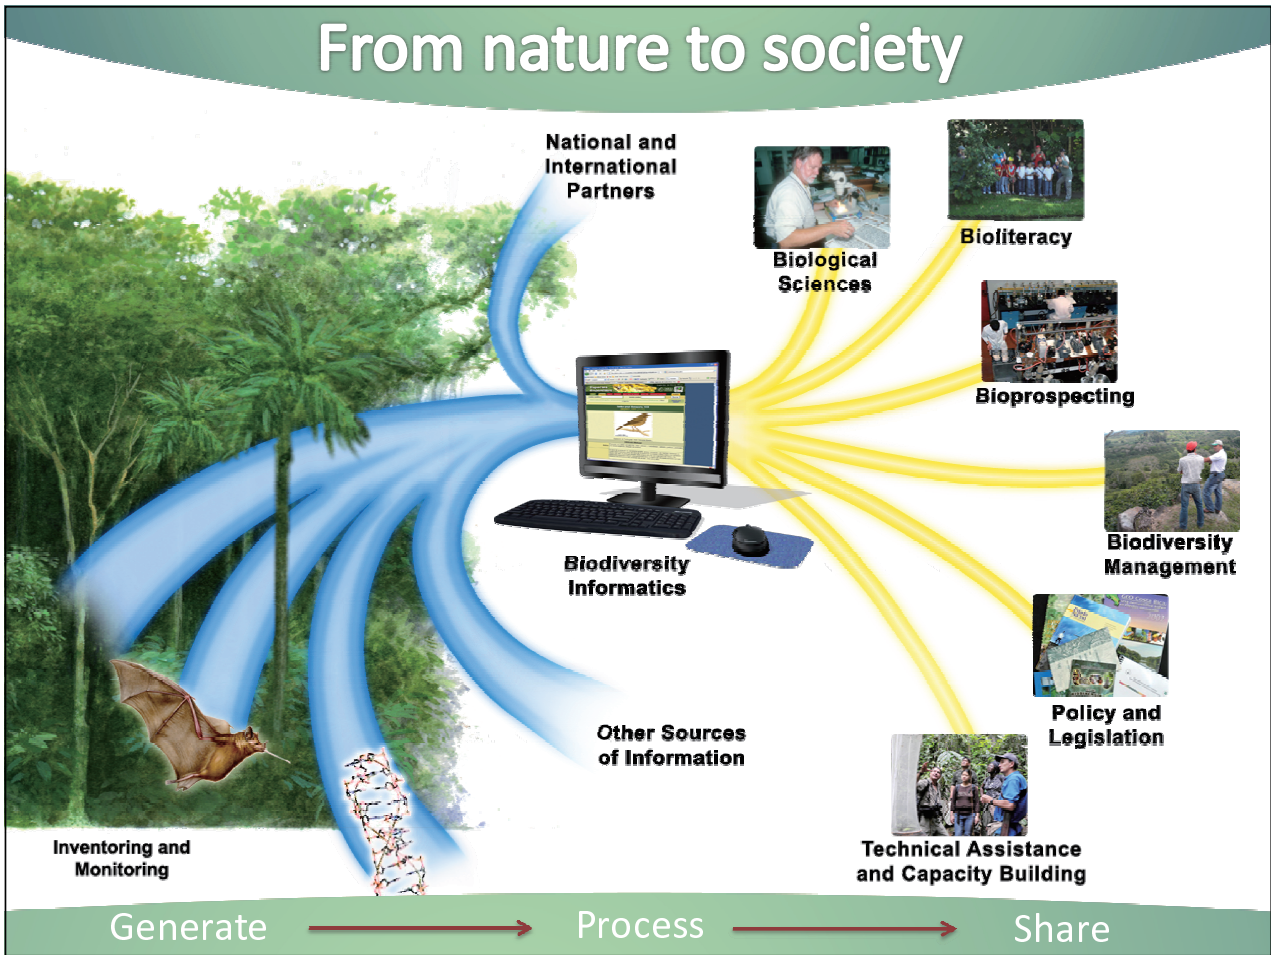 From nature to society
National and
International
Partners
Biological
Sciences
Bioliteracy
Bioprospecting
Biodiversity
Management
Biodiversity
Informatics
Policy and
Legislation
Other Sources
of Information
Technical Assistance
and Capacity Building
Inventoring and
Monitoring
Generate
Process
Share